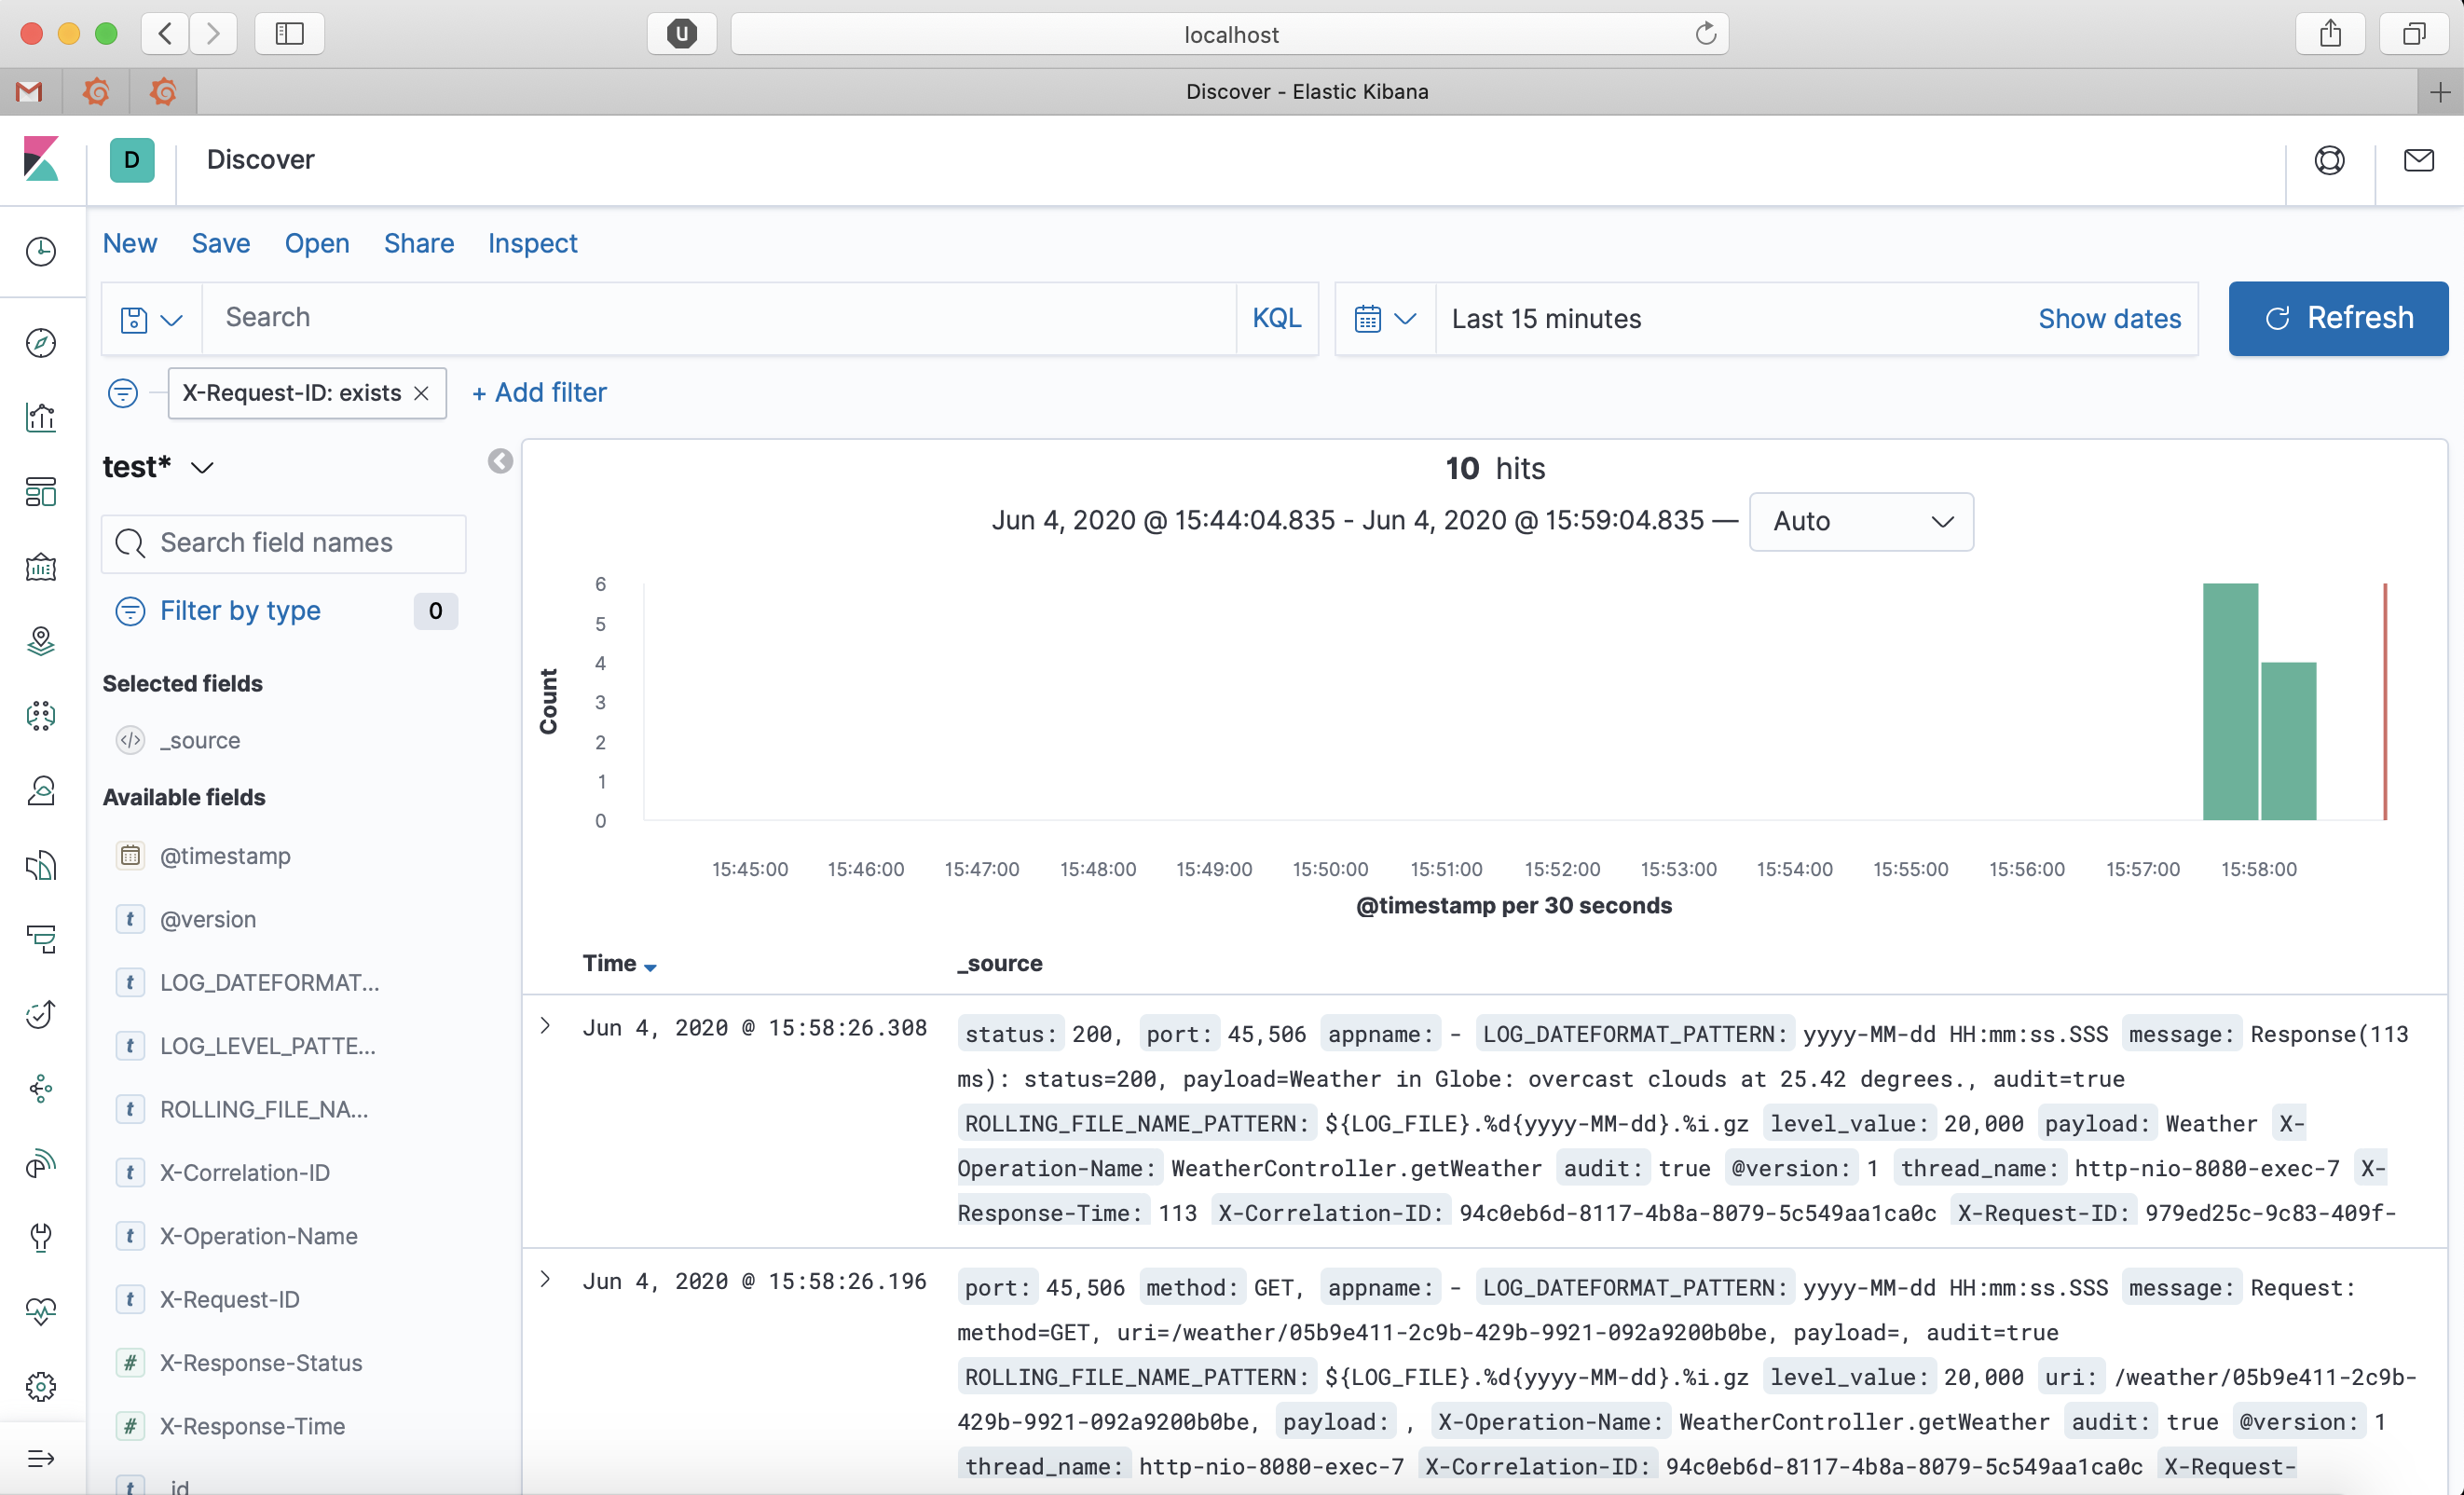 localhost
Discover - Elastic Kibana
D
Discover
New Save Open Share Inspect
Search KQL Last 15 minutes Show dates Refresh
X-Request-ID: exists + Add filter
test*
Search field names
Filter by type 0
Selected fields
_source
Available fields
@timestamp
@version
LOG_DATEFORMAT...
LOG_LEVEL_PATTE...
ROLLING_FILE_NA...
X-Correlation-ID
X-Operation-Name
X-Request-ID
X-Response-Status
X-Response-Time
_id
10 hits
Jun 4, 2020 @ 15:44:04.835 - Jun 4, 2020 @ 15:59:04.835 — Auto
Count
6
5
4
3
2
1
0
15:45:00 15:46:00 15:47:00 15:48:00 15:49:00 15:50:00 15:51:00 15:52:00 15:53:00 15:54:00 15:55:00 15:56:00 15:57:00 15:58:00
@timestamp per 30 seconds
Time _source
Jun 4, 2020 @ 15:58:26.308 status: 200, port: 45,506 appname: - LOG_DATEFORMAT_PATTERN: yyyy-MM-dd HH:mm:ss.SSS message: Response(113
ms): status=200, payload=Weather in Globe: overcast clouds at 25.42 degrees., audit=true
ROLLING_FILE_NAME_PATTERN: ${LOG_FILE}.%d{yyyy-MM-dd}.%i.gz level_value: 20,000 payload: Weather X-
Operation-Name: WeatherController.getWeather audit: true @version: 1 thread_name: http-nio-8080-exec-7 X-
Response-Time: 113 X-Correlation-ID: 94c0eb6d-8117-4b8a-8079-5c549aa1ca0c X-Request-ID: 979ed25c-9c83-409f-
Jun 4, 2020 @ 15:58:26.196 port: 45,506 method: GET, appname: - LOG_DATEFORMAT_PATTERN: yyyy-MM-dd HH:mm:ss.SSS message: Request:
method=GET, uri=/weather/05b9e411-2c9b-429b-9921-092a9200b0be, payload=, audit=true
ROLLING_FILE_NAME_PATTERN: ${LOG_FILE}.%d{yyyy-MM-dd}.%i.gz level_value: 20,000 uri: /weather/05b9e411-2c9b-
429b-9921-092a9200b0be, payload: , X-Operation-Name: WeatherController.getWeather audit: true @version: 1
thread_name: http-nio-8080-exec-7 X-Correlation-ID: 94c0eb6d-8117-4b8a-8079-5c549aa1ca0c X-Request-